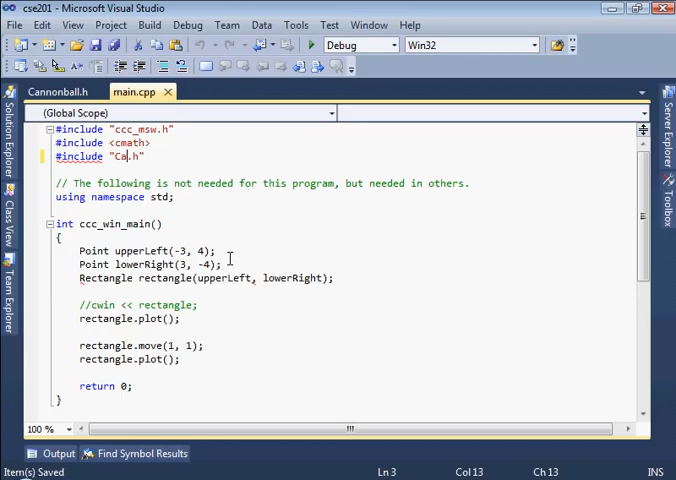 cse201 - Microsoft Visual Studio
File Edit View Project Build Debug Team Data Tools Test Window Help
Debug Win32
Cannonball.h main.cpp
(Global Scope)
#include "ccc_msw.h"
#include <cmath>
#include "Ca.h"
// The following is not needed for this program, but needed in others.
using namespace std;
int ccc_win_main()
{
Point upperLeft(-3, 4);
Point lowerRight(3, -4);
Rectangle rectangle(upperLeft, lowerRight);
//cwin << rectangle;
rectangle.plot();
rectangle.move(1, 1);
rectangle.plot();
return 0;
}
100 %
Output Find Symbol Results
Item(s) Saved Ln 3 Col 13 Ch 13 INS
Solution Explorer
Class View
Team Explorer
Server Explorer
Toolbox